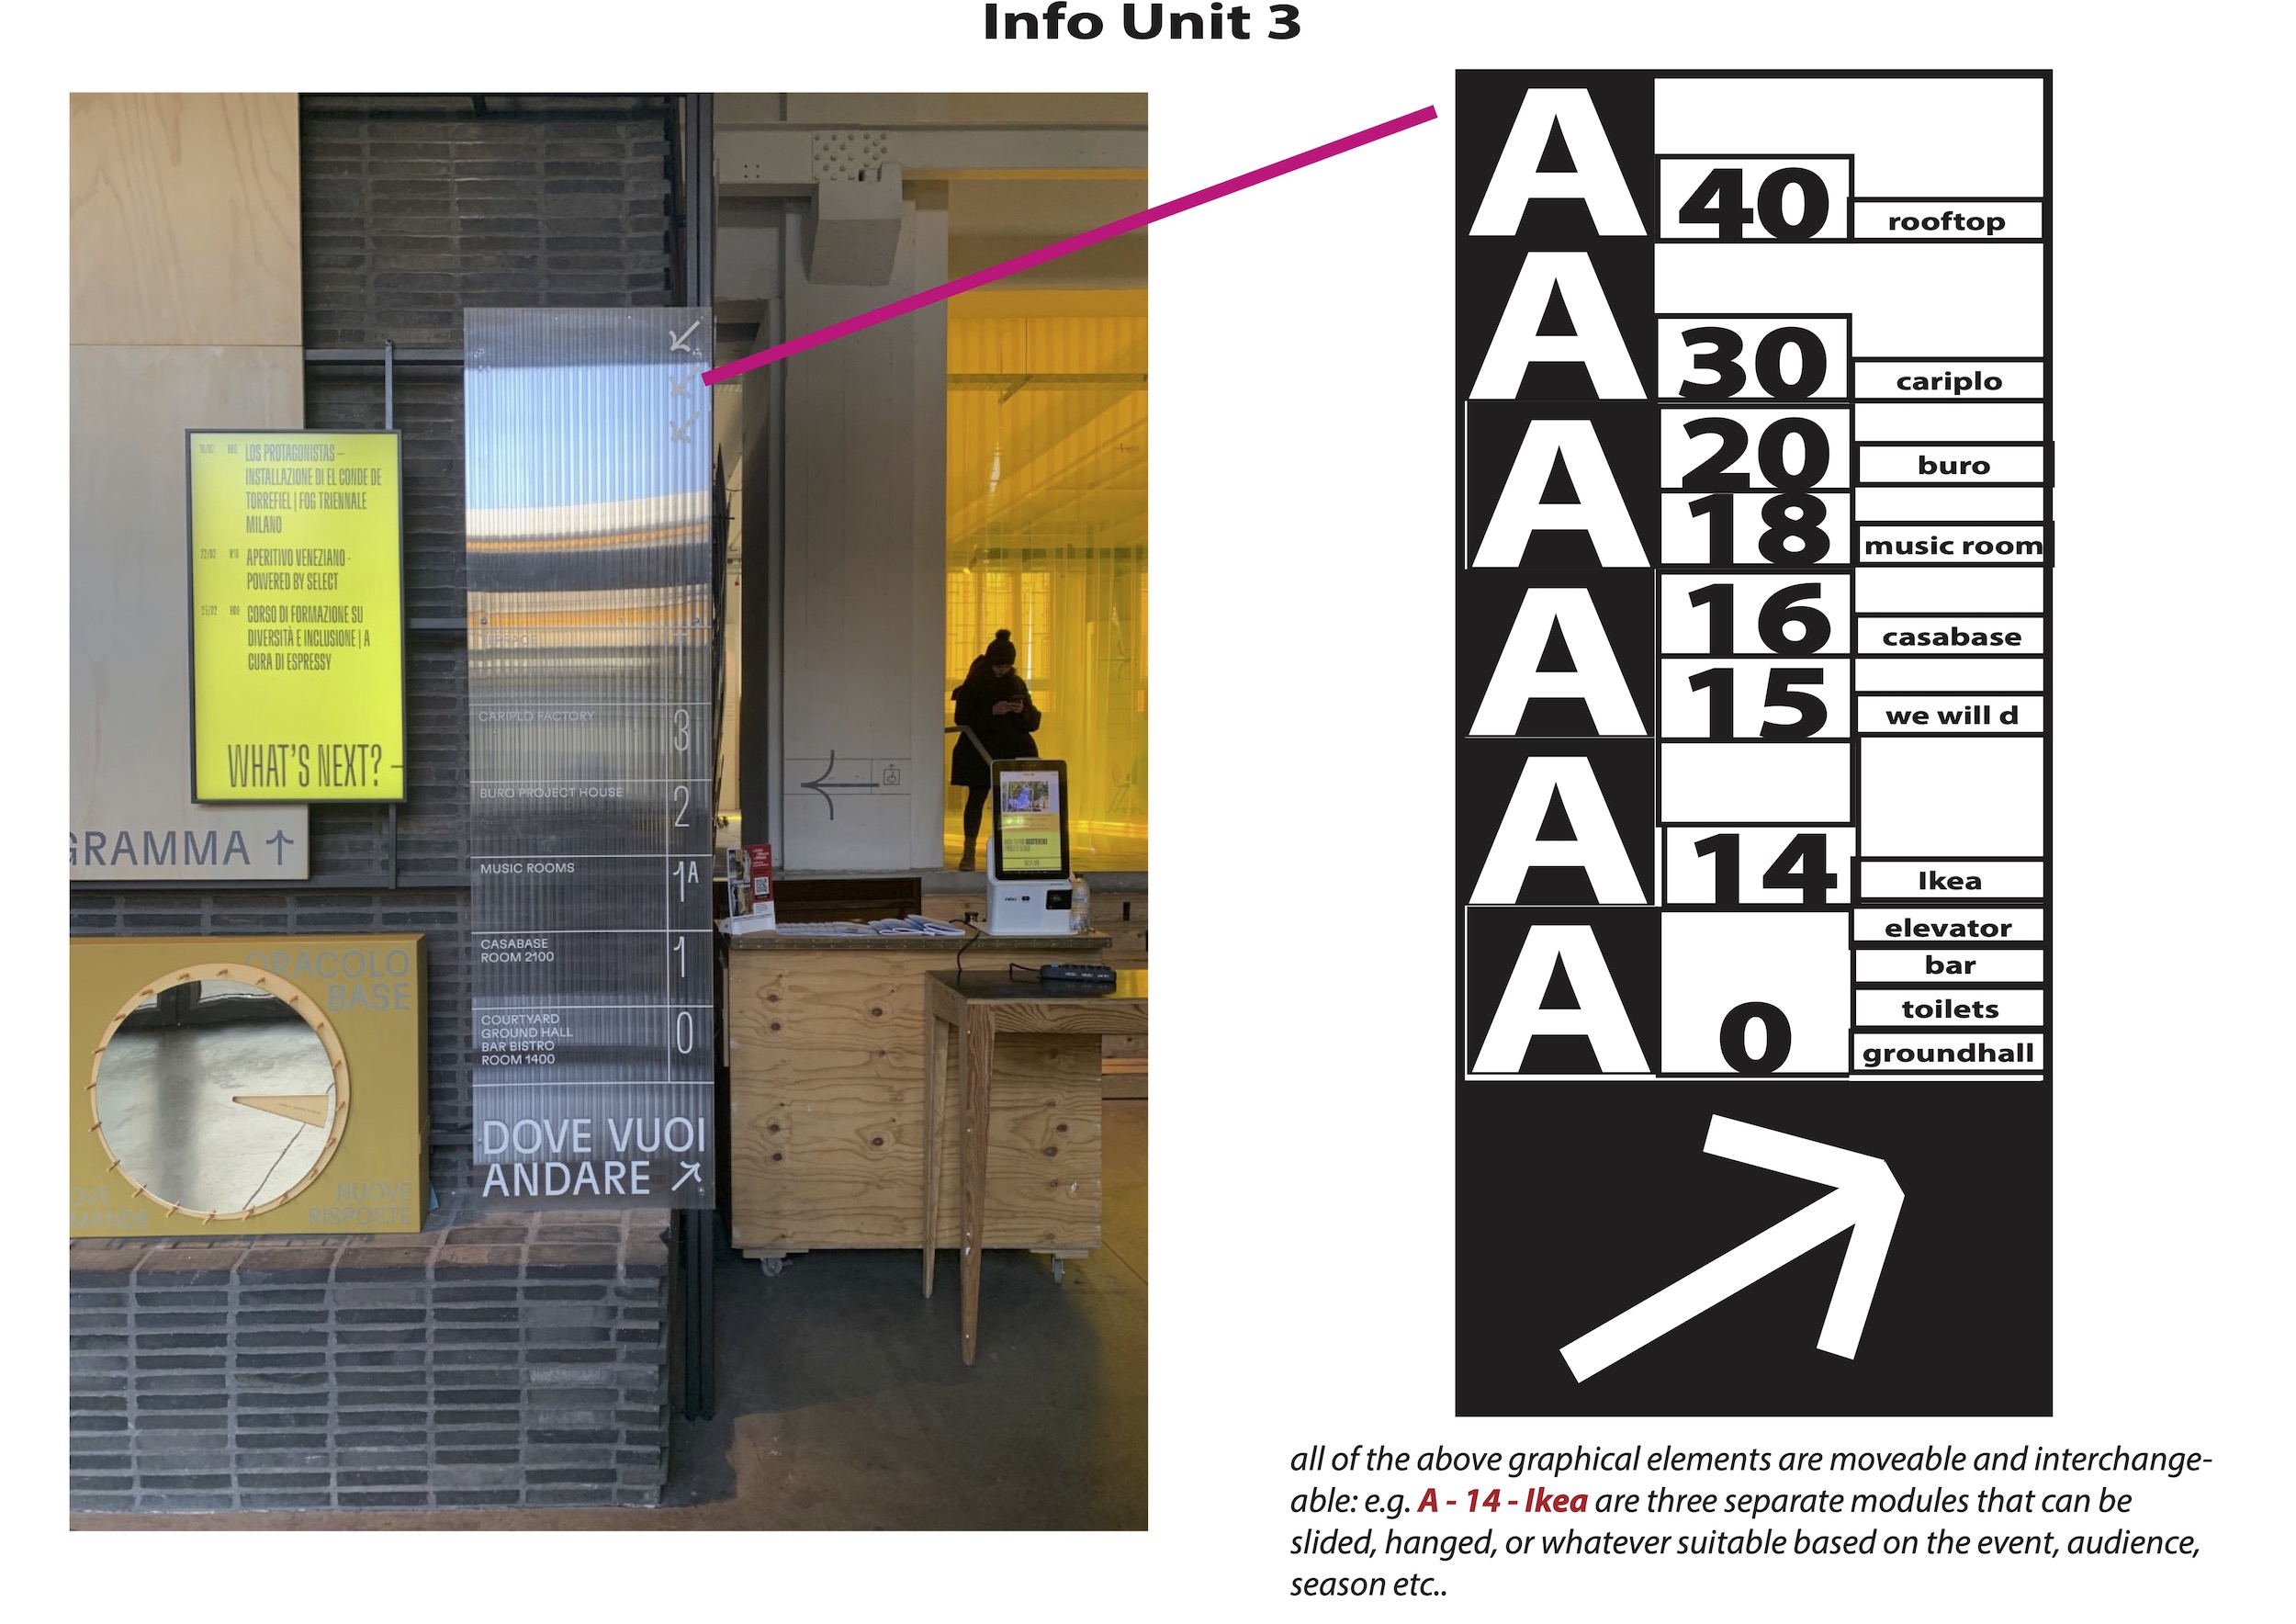 Info Unit 3
LOS PROTAGONISTAS –
INSTALLAZIONE DI EL CONDE DE
TORREFIEL | FOG TRIENNALE
MILANO
22/02
APERITIVO VENEZIANO -
POWERED BY SELECT
25/02
CORSO DI FORMAZIONE SU
DIVERSITÀ E INCLUSIONE | A
CURA DI ESPRESSY
WHAT'S NEXT?
GRAMMA ↑
ORACOLO
BASE
NUOVE
RISPOSTE
TERRACE T
CARIPLO FACTORY 3
BURO PROJECT HOUSE 2
MUSIC ROOMS 1A
CASABASE 1
ROOM 2100
COURTYARD 0
GROUND HALL
BAR BISTRO
ROOM 1400
DOVE VUOI
ANDARE ↗
A 40 rooftop
A 30 cariplo
A 20 buro
18 music room
A 16 casabase
15 we will d
A 14 Ikea
A 0 elevator
bar
toilets
groundhall
all of the above graphical elements are moveable and interchange-
able: e.g. A - 14 - Ikea are three separate modules that can be
slided, hanged, or whatever suitable based on the event, audience,
season etc..